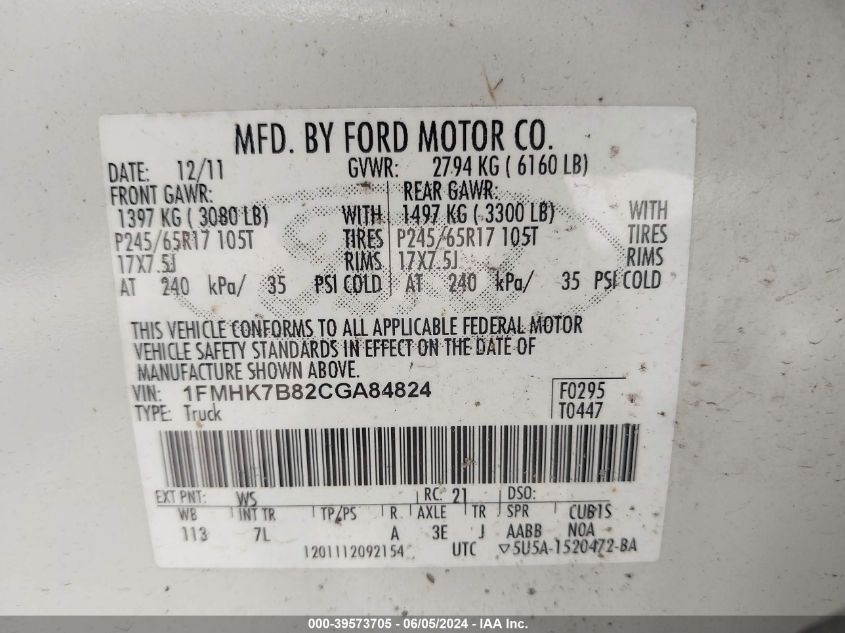 MFD. BY FORD MOTOR CO.
DATE: 12/11 GVWR: 2794 KG ( 6160 LB)
FRONT GAWR: REAR GAWR:
1397 KG ( 3080 LB) WITH 1497 KG ( 3300 LB) WITH
P245/65R17 105T TIRES P245/65R17 105T TIRES
17X7.5J RIMS 17X7.5J RIMS
AT 240 kPa/ 35 PSI COLD AT 240 kPa/ 35 PSI COLD
THIS VEHICLE CONFORMS TO ALL APPLICABLE FEDERAL MOTOR
VEHICLE SAFETY STANDARDS IN EFFECT ON THE DATE OF
MANUFACTURE SHOWN ABOVE.
VIN: 1FMHK7B82CGA84824 F0295
TYPE: Truck T0447
EXT PNT: WS RC: 21 DSO:
WB INT TR TP/PS R AXLE TR SPR CUB1S
113 7L A 3E J AABB NOA
1201112092154 UTC ▽5U5A-1520472-BA
000-39573705 - 06/05/2024 - IAA Inc.